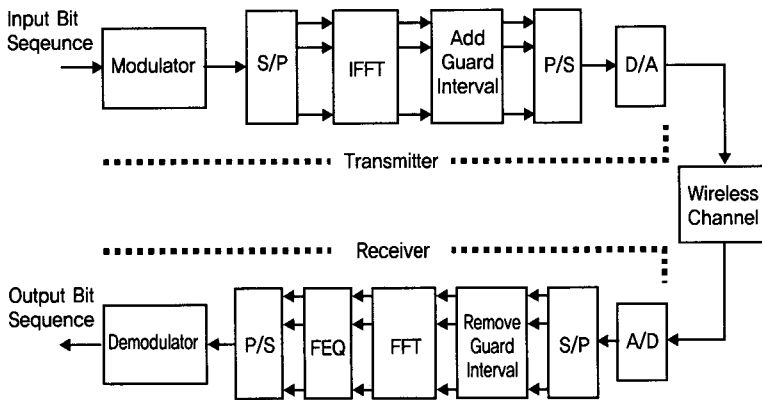 Input Bit
Seqeunce
Modulator
S/P
IFFT
Add
Guard
Interval
P/S
D/A
Transmitter
Wireless
Channel
Receiver
Output Bit
Sequence
Demodulator
P/S
FEQ
FFT
Remove
Guard
Interval
S/P
A/D